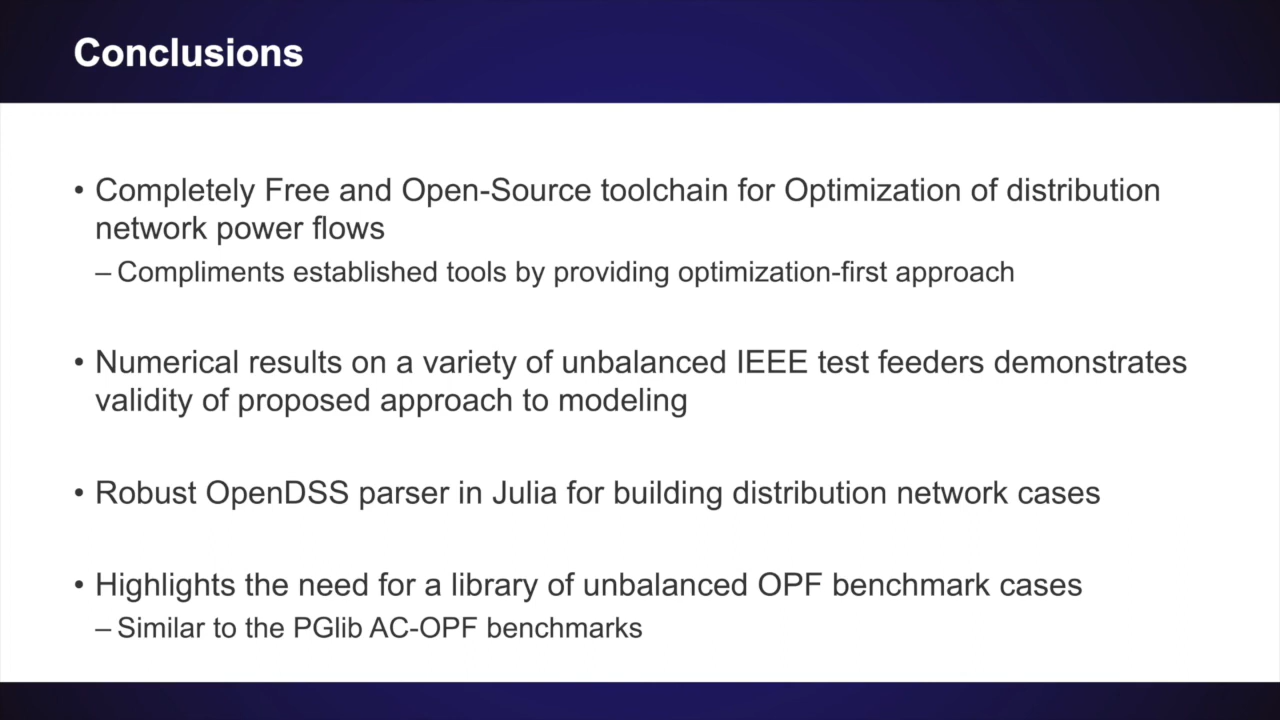 Conclusions
• Completely Free and Open-Source toolchain for Optimization of distribution
network power flows
– Compliments established tools by providing optimization-first approach
• Numerical results on a variety of unbalanced IEEE test feeders demonstrates
validity of proposed approach to modeling
• Robust OpenDSS parser in Julia for building distribution network cases
• Highlights the need for a library of unbalanced OPF benchmark cases
– Similar to the PGlib AC-OPF benchmarks